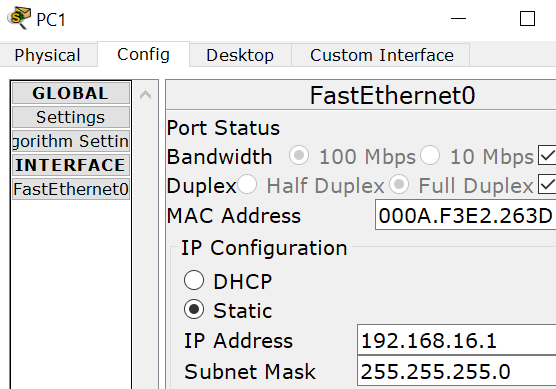 PC1
Physical Config Desktop Custom Interface
GLOBAL
Settings
gorithm Settin
INTERFACE
FastEthernet0
FastEthernet0
Port Status
Bandwidth 100 Mbps 10 Mbps
Duplex Half Duplex Full Duplex
MAC Address 000A.F3E2.263D
IP Configuration
DHCP
Static
IP Address 192.168.16.1
Subnet Mask 255.255.255.0